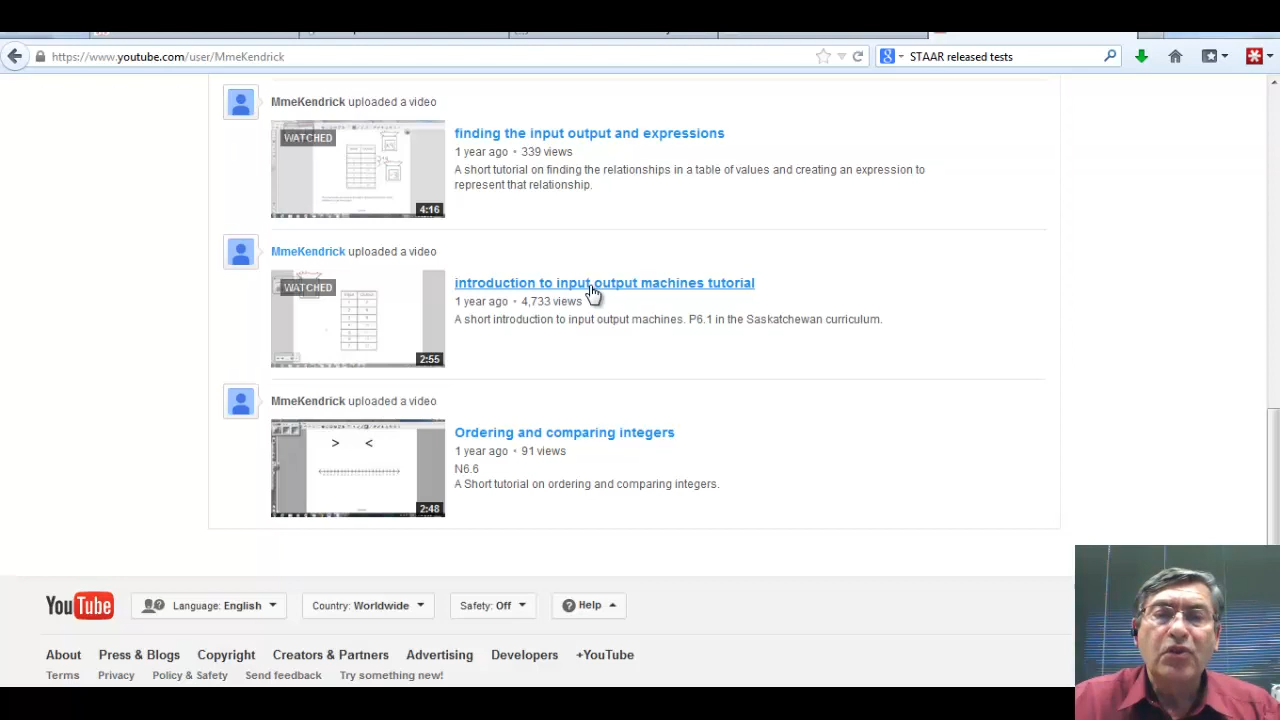 https://www.youtube.com/user/MmeKendrick
STAAR released tests
MmeKendrick uploaded a video
WATCHED
4:16
finding the input output and expressions
1 year ago • 339 views
A short tutorial on finding the relationships in a table of values and creating an expression to
represent that relationship.
MmeKendrick uploaded a video
WATCHED
2:55
introduction to input output machines tutorial
1 year ago • 4,733 views
A short introduction to input output machines. P6.1 in the Saskatchewan curriculum.
MmeKendrick uploaded a video
> <
2:48
Ordering and comparing integers
1 year ago • 91 views
N6.6
A Short tutorial on ordering and comparing integers.
YouTube
Language: English
Country: Worldwide
Safety: Off
Help
About Press & Blogs Copyright Creators & Partners Advertising Developers +YouTube
Terms Privacy Policy & Safety Send feedback Try something new!